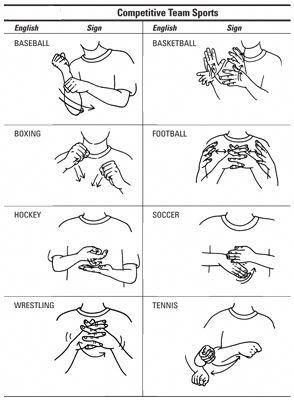 Competitive Team Sports
English Sign English Sign
BASEBALL BASKETBALL
BOXING FOOTBALL
HOCKEY SOCCER
WRESTLING TENNIS